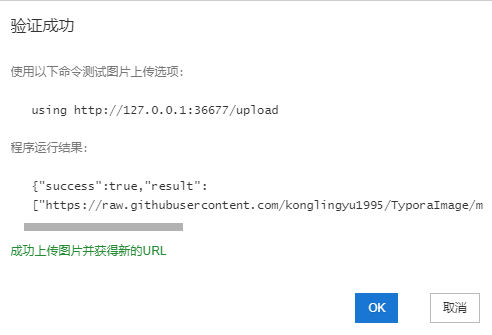 验证成功
使用以下命令测试图片上传选项:
using http://127.0.0.1:36677/upload
程序运行结果:
{"success":true,"result":
["https://raw.githubusercontent.com/konglingyu1995/TyporaImage/m
成功上传图片并获得新的URL
OK
取消